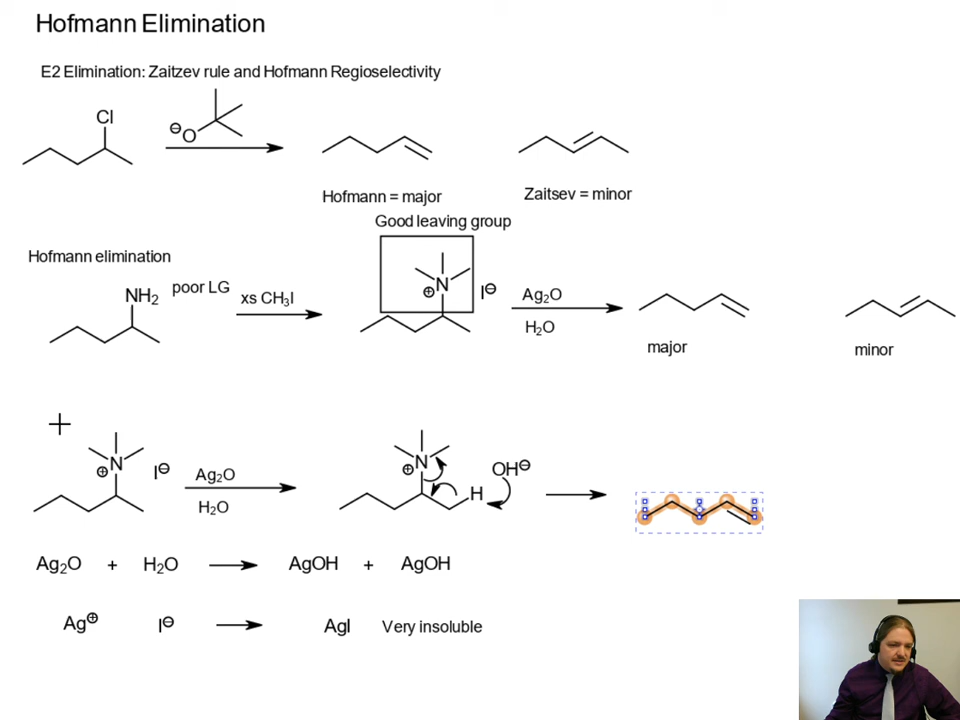 Hofmann Elimination
E2 Elimination: Zaitzev rule and Hofmann Regioselectivity
Cl
⊖O
Hofmann = major
Zaitsev = minor
Good leaving group
Hofmann elimination
NH₂
poor LG
xs CH₃I
⊕N
I⊖
Ag₂O
H₂O
major
minor
⊕N
I⊖
Ag₂O
H₂O
⊕N
H
OH⊖
Ag₂O + H₂O AgOH + AgOH
Ag⊕ I⊖ AgI Very insoluble